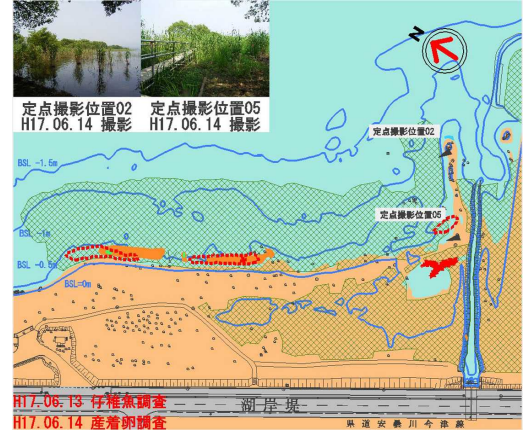 定点撮影位置02
H17.06.14 撮影
定点撮影位置05
H17.06.14 撮影
N
定点撮影位置02
BSL -1.5m
定点撮影位置05
BSL -1m
BSL -0.5m
BSL=0m
H17.06.13 仔稚魚調査
湖岸堤
H17.06.14 産着卵調査
県道安曇川今津線